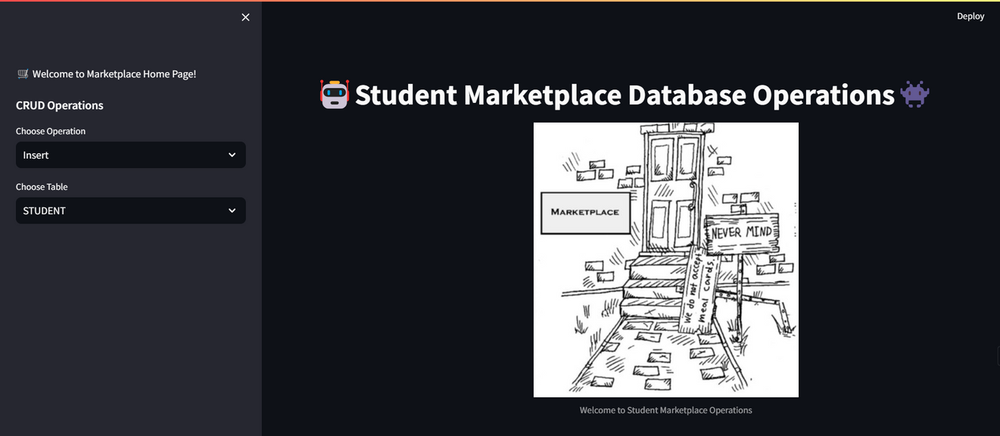 Deploy
Welcome to Marketplace Home Page!
CRUD Operations
Choose Operation
Insert
Choose Table
STUDENT
Student Marketplace Database Operations
MARKETPLACE
NEVER MIND
We do not accept
meal cards.
Welcome to Student Marketplace Operations